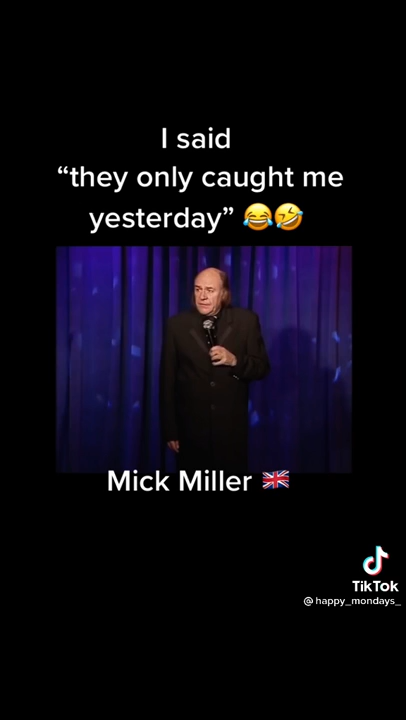 I said
“they only caught me
yesterday” 😂🤣
Mick Miller 🇬🇧
TikTok
@happy_mondays_